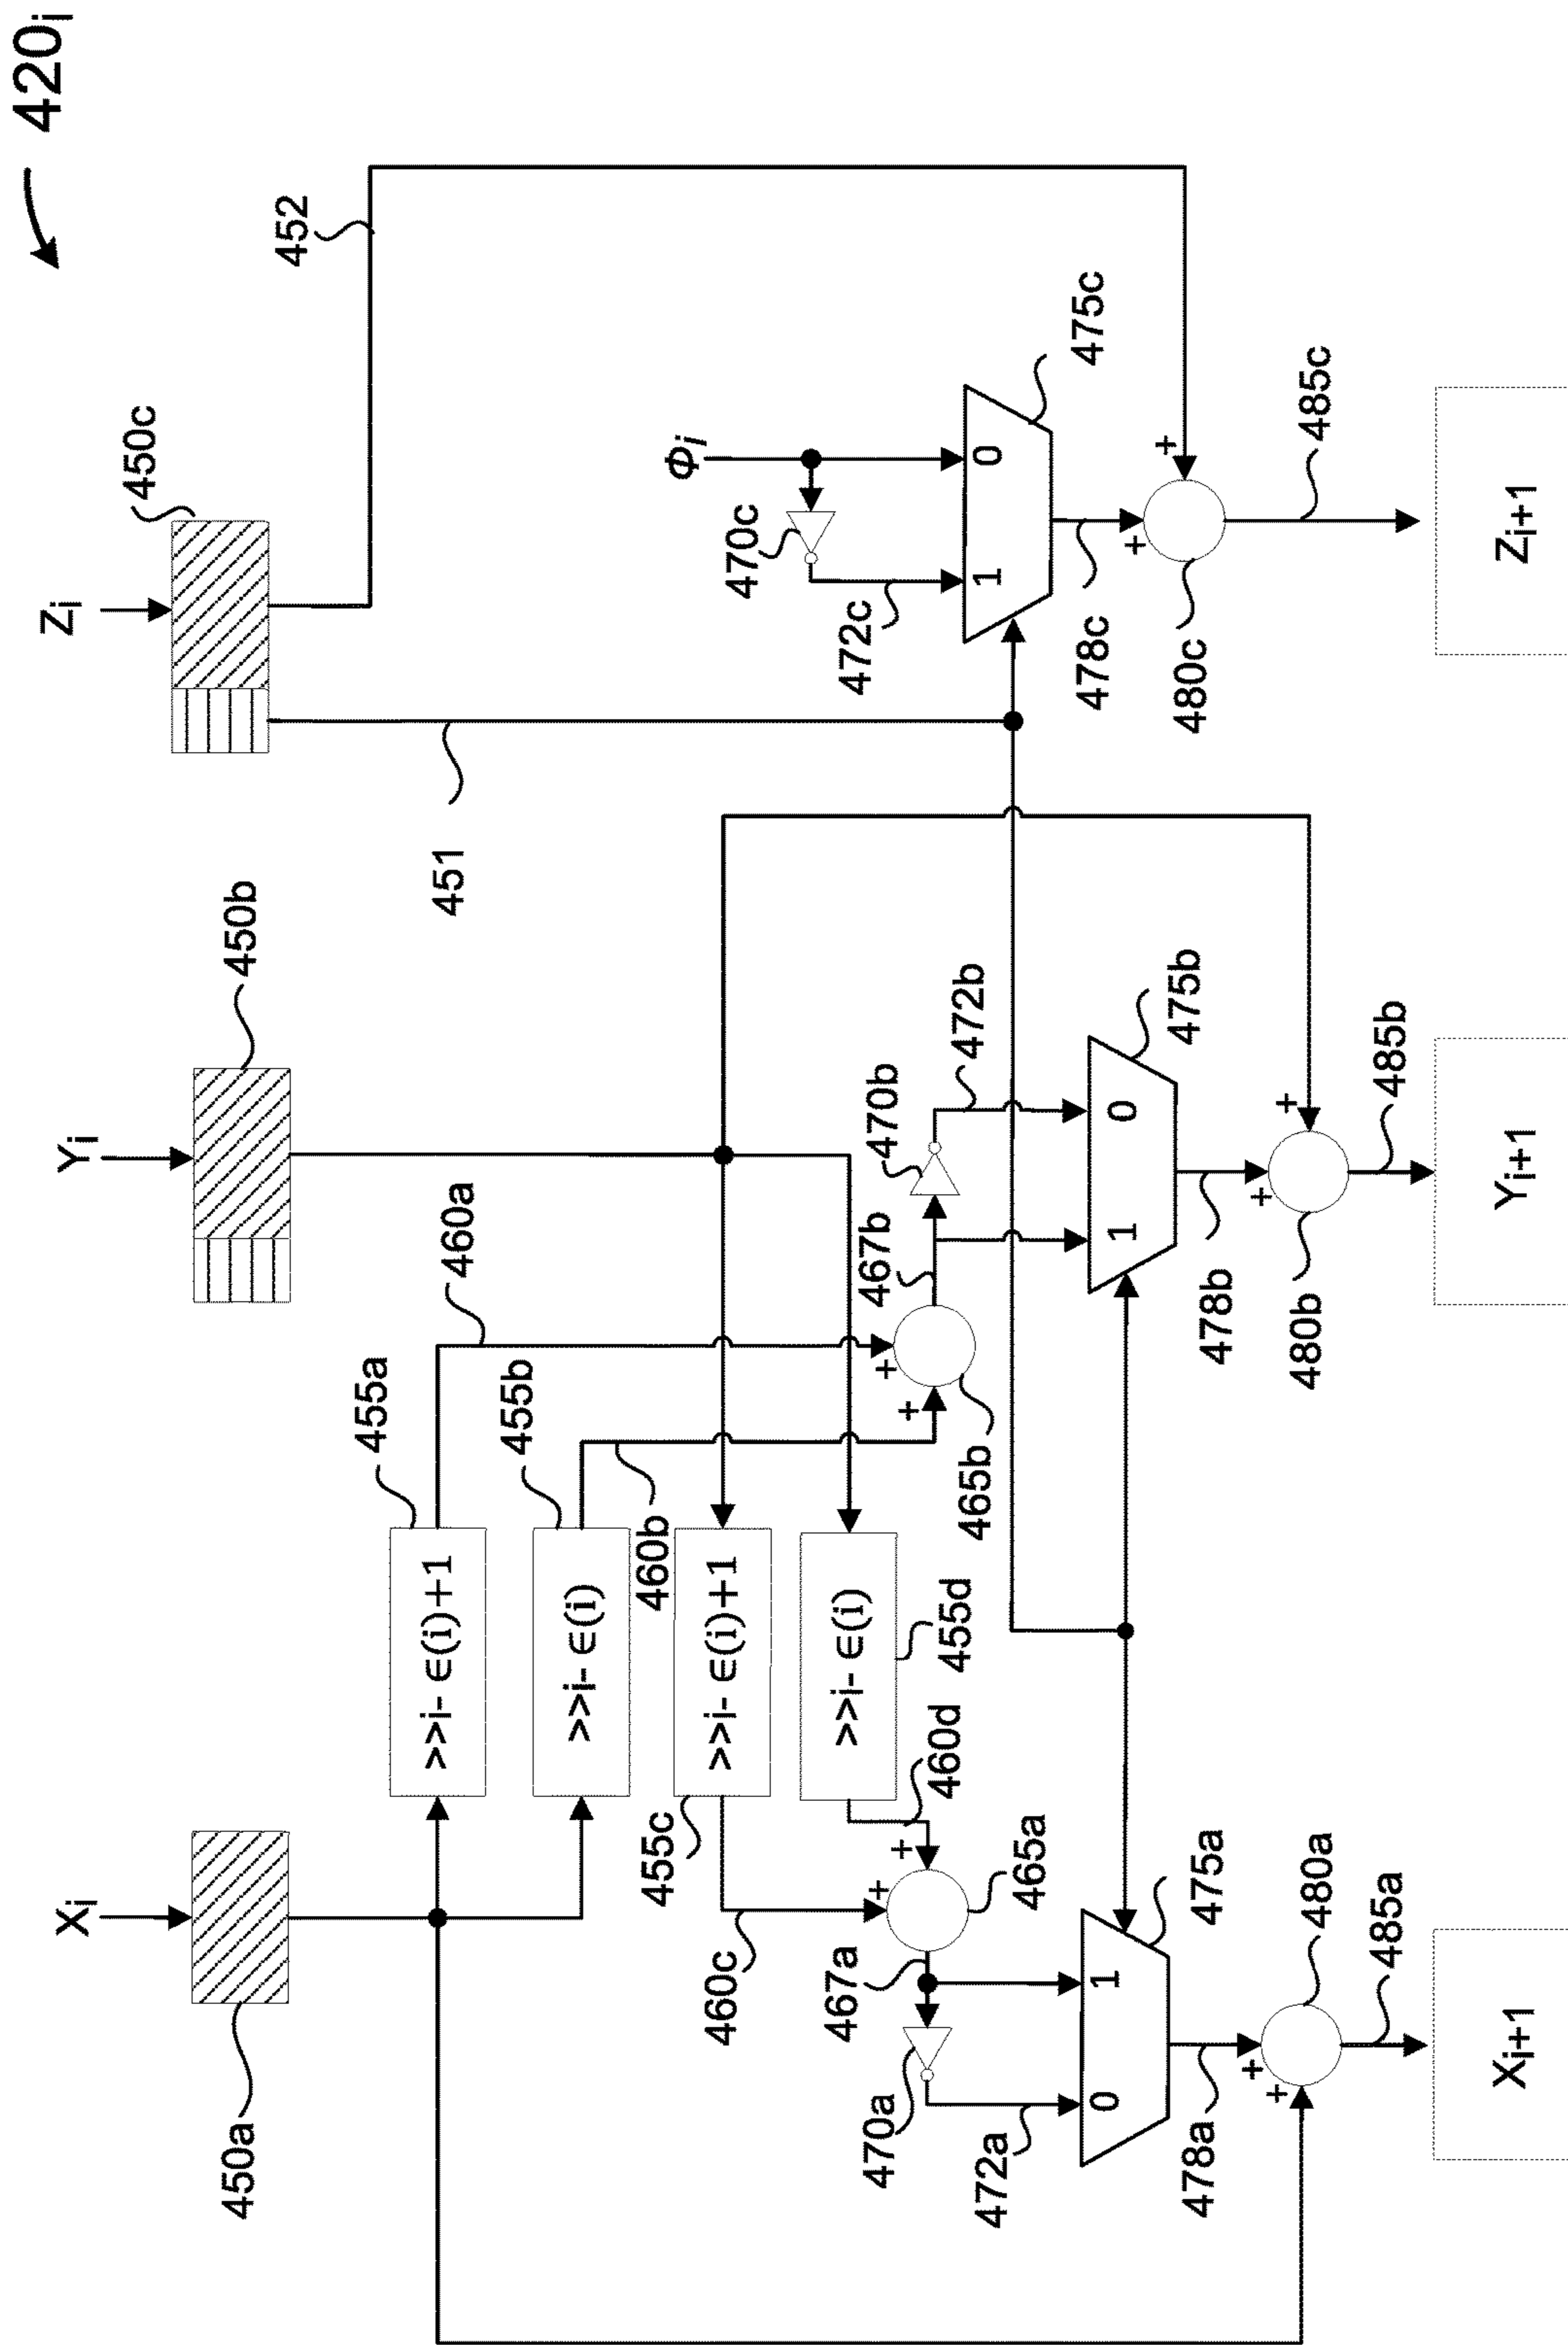 420i
Xi
Yi
Zi
450a
450b
450c
452
451
455a
>>i- ∈(i)+1
460a
455b
>>i- ∈(i)
460b
455c
>>i- ∈(i)+1
460c
455d
>>i- ∈(i)
460d
+
+
465a
467a
470a
472a
0
1
475a
478a
+
+
480a
485a
Xi+1
+
+
465b
467b
470b
472b
1
0
475b
478b
+
+
480b
485b
Yi+1
Φi
470c
472c
1
0
475c
478c
+
+
480c
485c
Zi+1